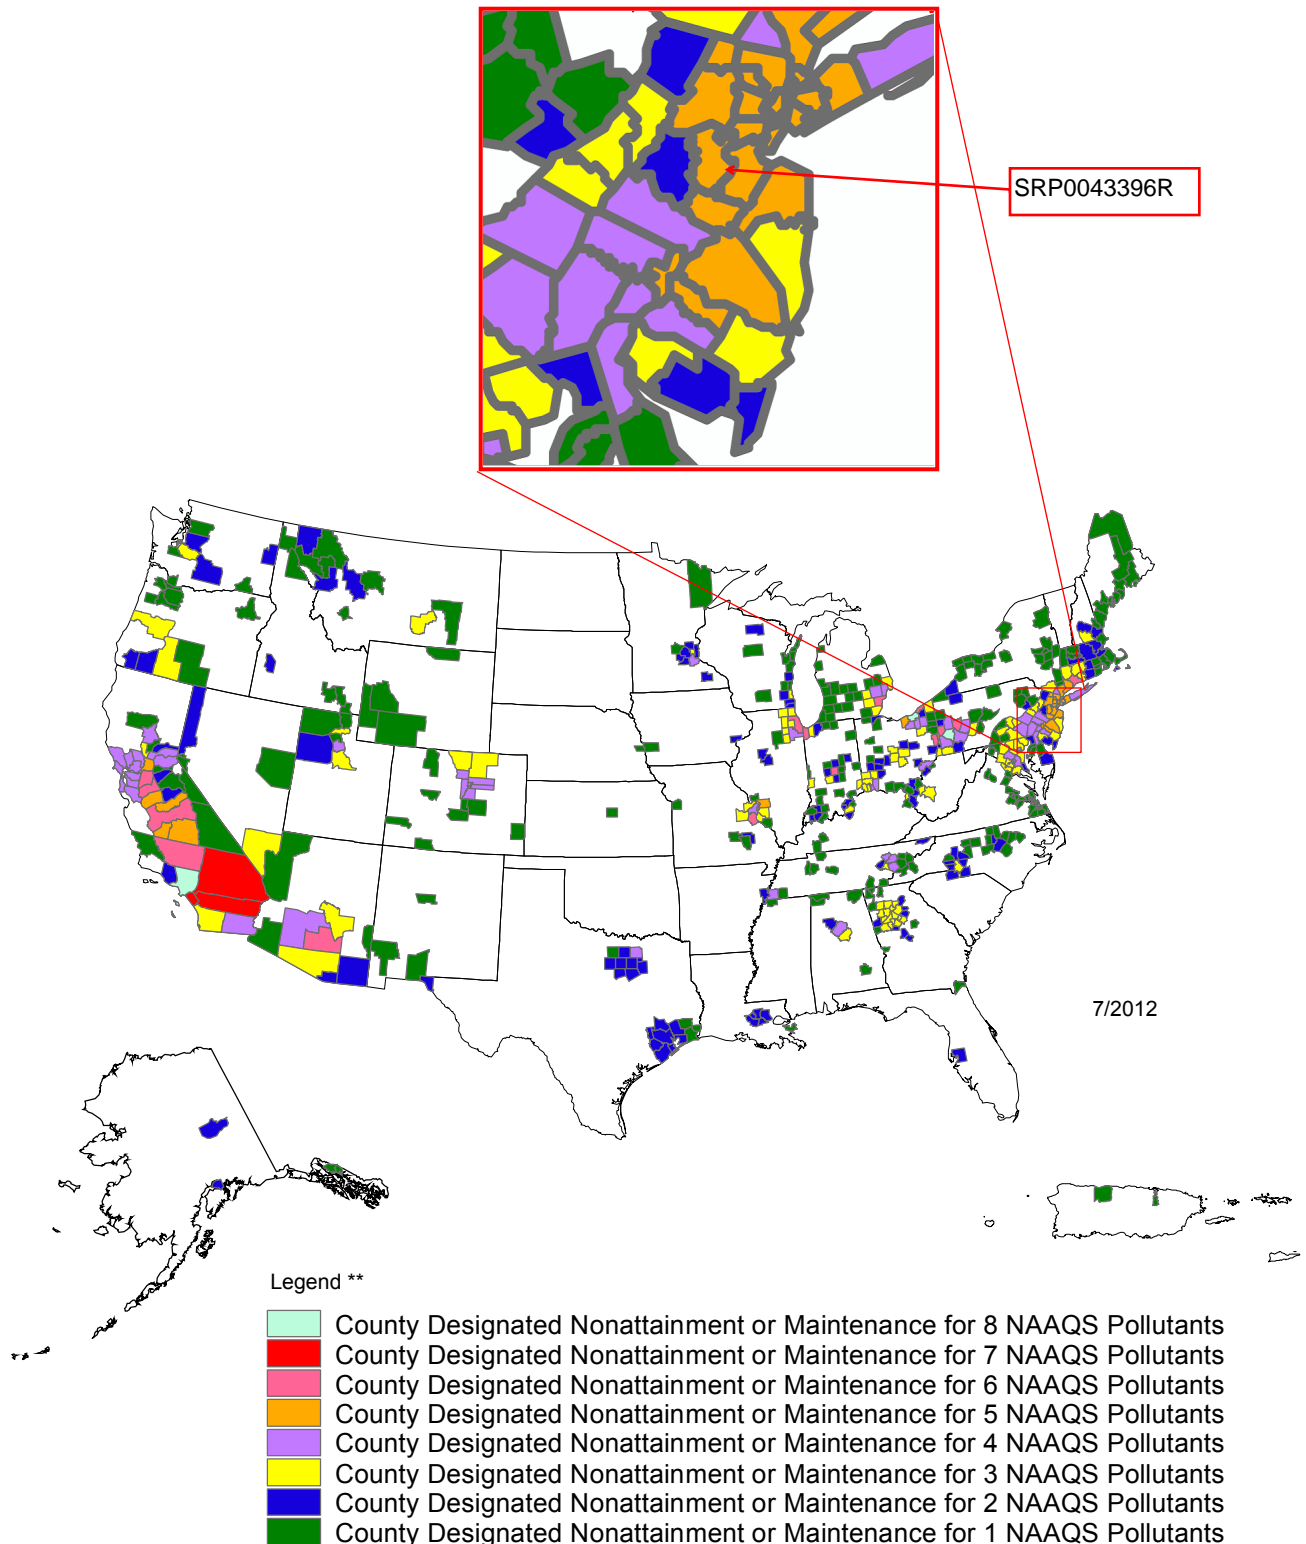 SRP0043396R
7/2012
Legend **
County Designated Nonattainment or Maintenance for 8 NAAQS Pollutants
County Designated Nonattainment or Maintenance for 7 NAAQS Pollutants
County Designated Nonattainment or Maintenance for 6 NAAQS Pollutants
County Designated Nonattainment or Maintenance for 5 NAAQS Pollutants
County Designated Nonattainment or Maintenance for 4 NAAQS Pollutants
County Designated Nonattainment or Maintenance for 3 NAAQS Pollutants
County Designated Nonattainment or Maintenance for 2 NAAQS Pollutants
County Designated Nonattainment or Maintenance for 1 NAAQS Pollutants